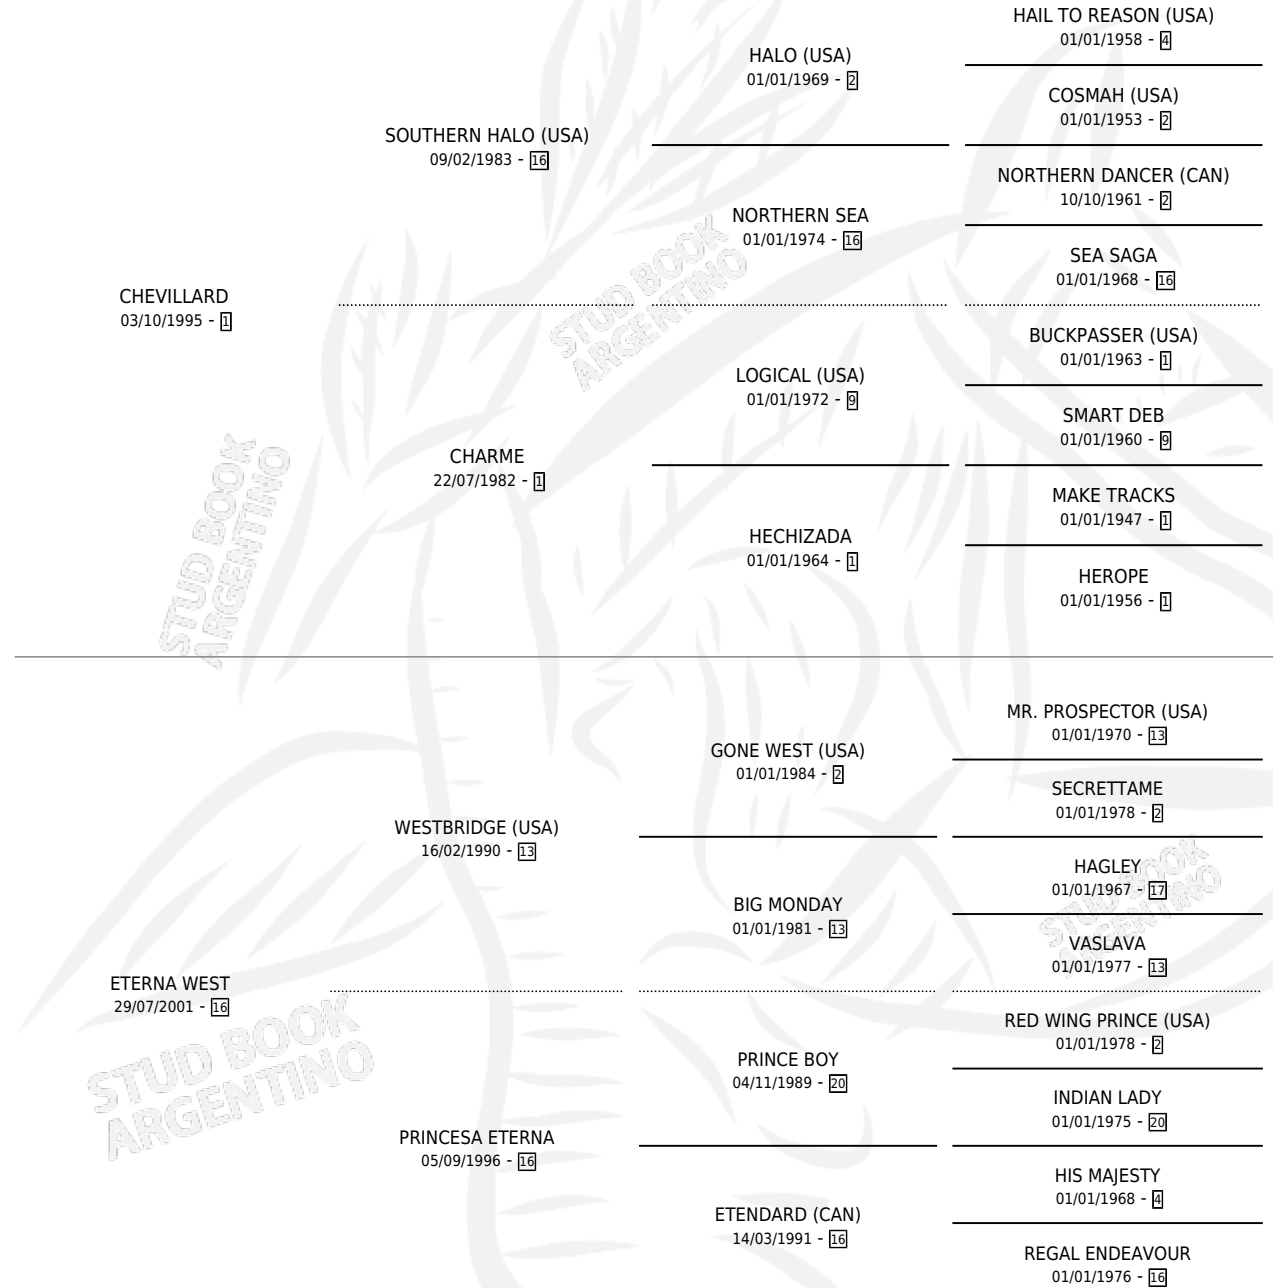 HAIL TO REASON (USA)
01/01/1958 - 4
HALO (USA)
01/01/1969 - 2
COSMAH (USA)
01/01/1953 - 2
SOUTHERN HALO (USA)
09/02/1983 - 16
NORTHERN DANCER (CAN)
10/10/1961 - 2
NORTHERN SEA
01/01/1974 - 16
SEA SAGA
01/01/1968 - 16
STUD BOOK
ARGENTINO
CHEVILLARD
03/10/1995 - 1
BUCKPASSER (USA)
01/01/1963 - 1
LOGICAL (USA)
01/01/1972 - 9
SMART DEB
01/01/1960 - 9
CHARME
22/07/1982 - 1
MAKE TRACKS
01/01/1947 - 1
HECHIZADA
01/01/1964 - 1
HEROPE
01/01/1956 - 1
STUD BOOK
ARGENTINO
MR. PROSPECTOR (USA)
01/01/1970 - 13
GONE WEST (USA)
01/01/1984 - 2
SECRETTAME
01/01/1978 - 2
WESTBRIDGE (USA)
16/02/1990 - 13
HAGLEY
01/01/1967 - 17
BIG MONDAY
01/01/1981 - 13
VASLAVA
01/01/1977 - 13
STUD BOOK
ARGENTINO
ETERNA WEST
29/07/2001 - 16
RED WING PRINCE (USA)
01/01/1978 - 2
PRINCE BOY
04/11/1989 - 20
INDIAN LADY
01/01/1975 - 20
STUD BOOK
ARGENTINO
PRINCESA ETERNA
05/09/1996 - 16
HIS MAJESTY
01/01/1968 - 4
ETENDARD (CAN)
14/03/1991 - 16
REGAL ENDEAVOUR
01/01/1976 - 16